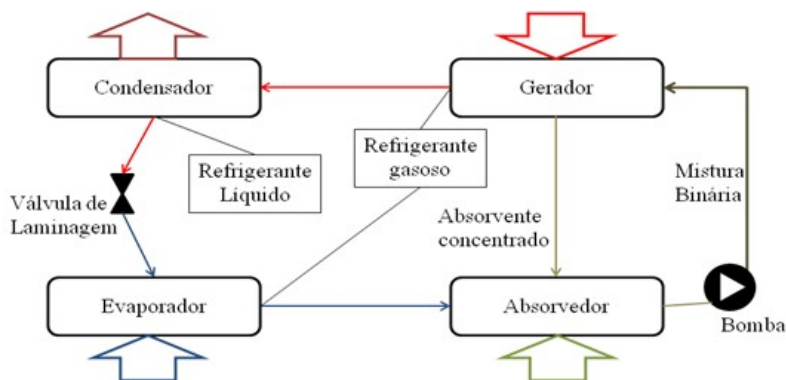 Condensador
Gerador
Refrigerante
Líquido
Refrigerante
gasoso
Mistura
Binária
Válvula de
Laminagem
Absorvente
concentrado
Evaporador
Absorvedor
Bomba